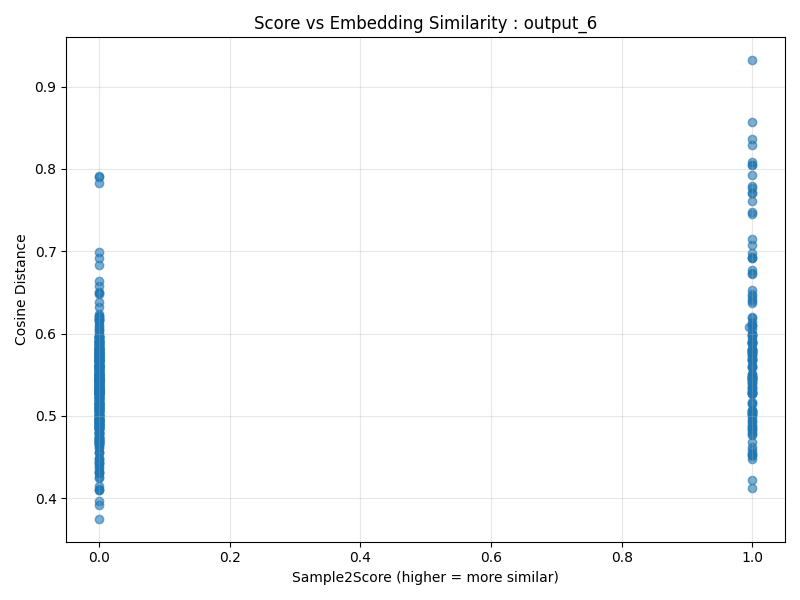 Score vs Embedding Similarity : output_6
Cosine Distance
0.9
0.8
0.7
0.6
0.5
0.4
0.0 0.2 0.4 0.6 0.8 1.0
Sample2Score (higher = more similar)